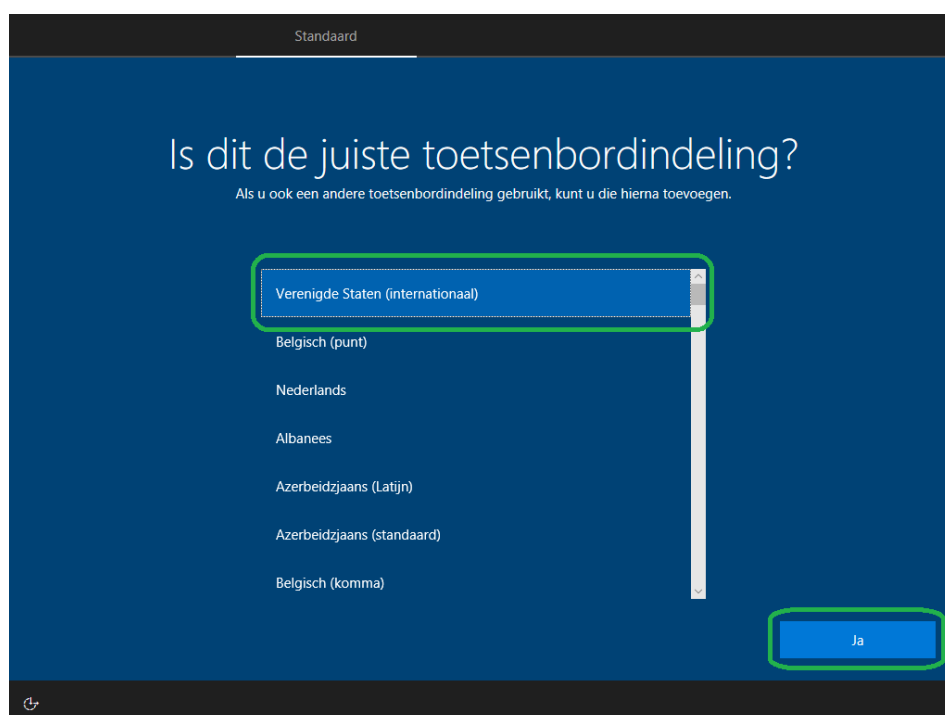 Standaard
Is dit de juiste toetsenbordindeling?
Als u ook een andere toetsenbordindeling gebruikt, kunt u die hierna toevoegen.
Verenigde Staten (internationaal)
Belgisch (punt)
Nederlands
Albanees
Azerbeidzjaans (Latijn)
Azerbeidzjaans (standaard)
Belgisch (komma)
Ja